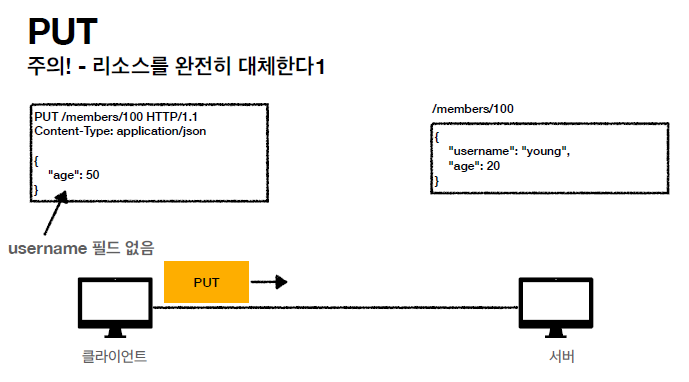 PUT
주의! - 리소스를 완전히 대체한다1
PUT /members/100 HTTP/1.1
Content-Type: application/json
{
"age": 50
}
username 필드 없음
/members/100
{
"username": "young",
"age": 20
}
PUT
클라이언트
서버